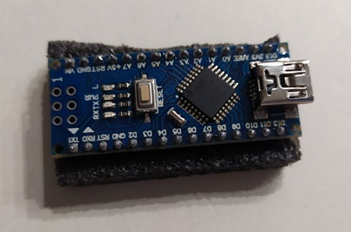 VIN GND RST +5V A7 A6 A5 A4 A3 A2 A1 A0 AREF 3V3 D13
L
RX TX
RESET
TX1 RX0 RST GND D2 D3 D4 D5 D6 D7 D8 D9 D10 D11 D12